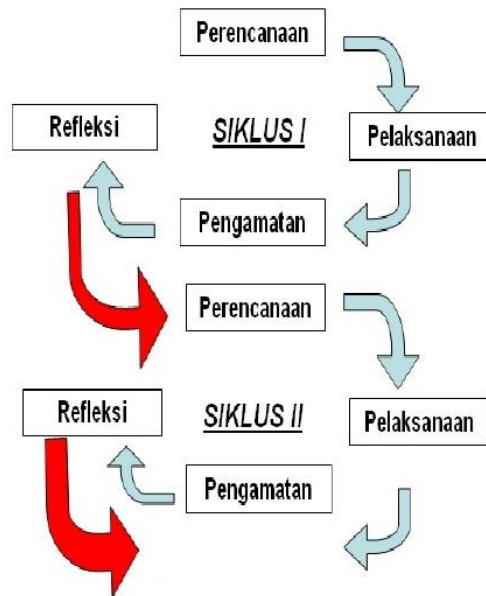 Perencanaan
Refleksi
SIKLUS I
Pelaksanaan
Pengamatan
Perencanaan
Refleksi
SIKLUS II
Pelaksanaan
Pengamatan